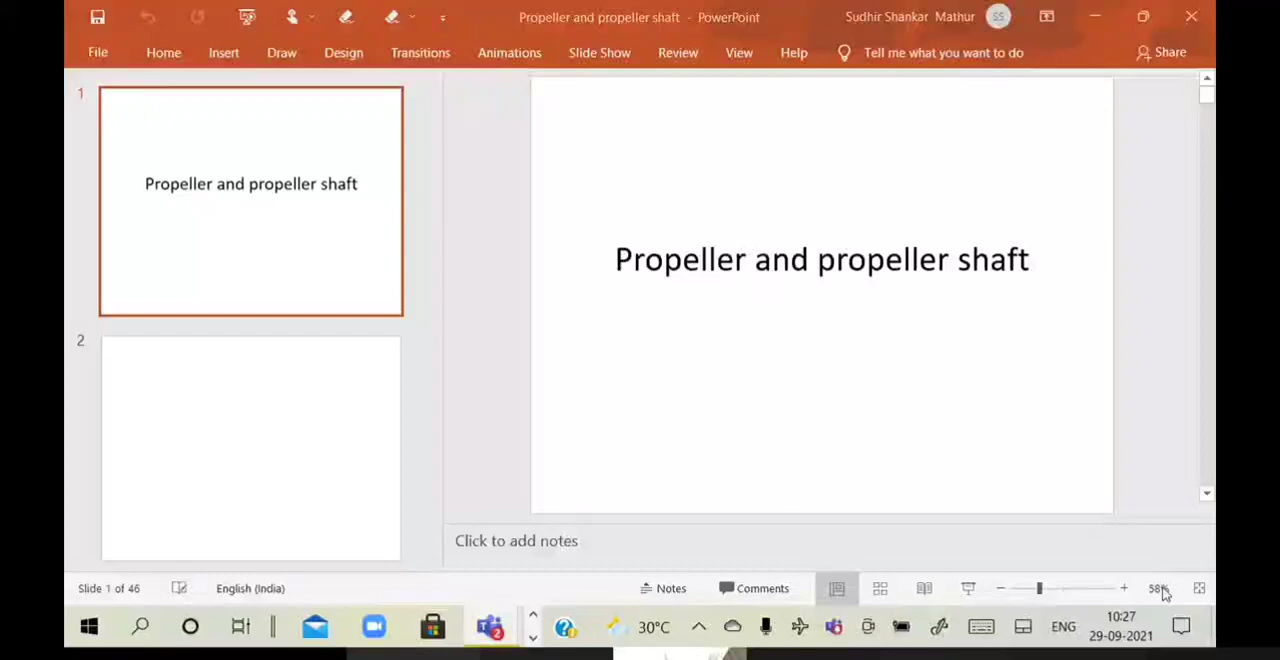 Propeller and propeller shaft - PowerPoint
Sudhir Shankar Mathur
SS
File Home Insert Draw Design Transitions Animations Slide Show Review View Help Tell me what you want to do Share
1
Propeller and propeller shaft
2
Propeller and propeller shaft
Click to add notes
Slide 1 of 46 English (India) Notes Comments 58%
2
30°C
ENG
10:27
29-09-2021